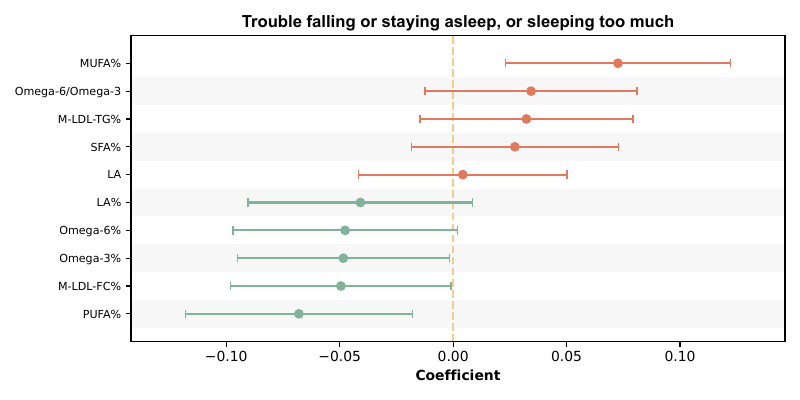 Trouble falling or staying asleep, or sleeping too much
MUFA%
Omega-6/Omega-3
M-LDL-TG%
SFA%
LA
LA%
Omega-6%
Omega-3%
M-LDL-FC%
PUFA%
−0.10 −0.05 0.00 0.05 0.10
Coefficient